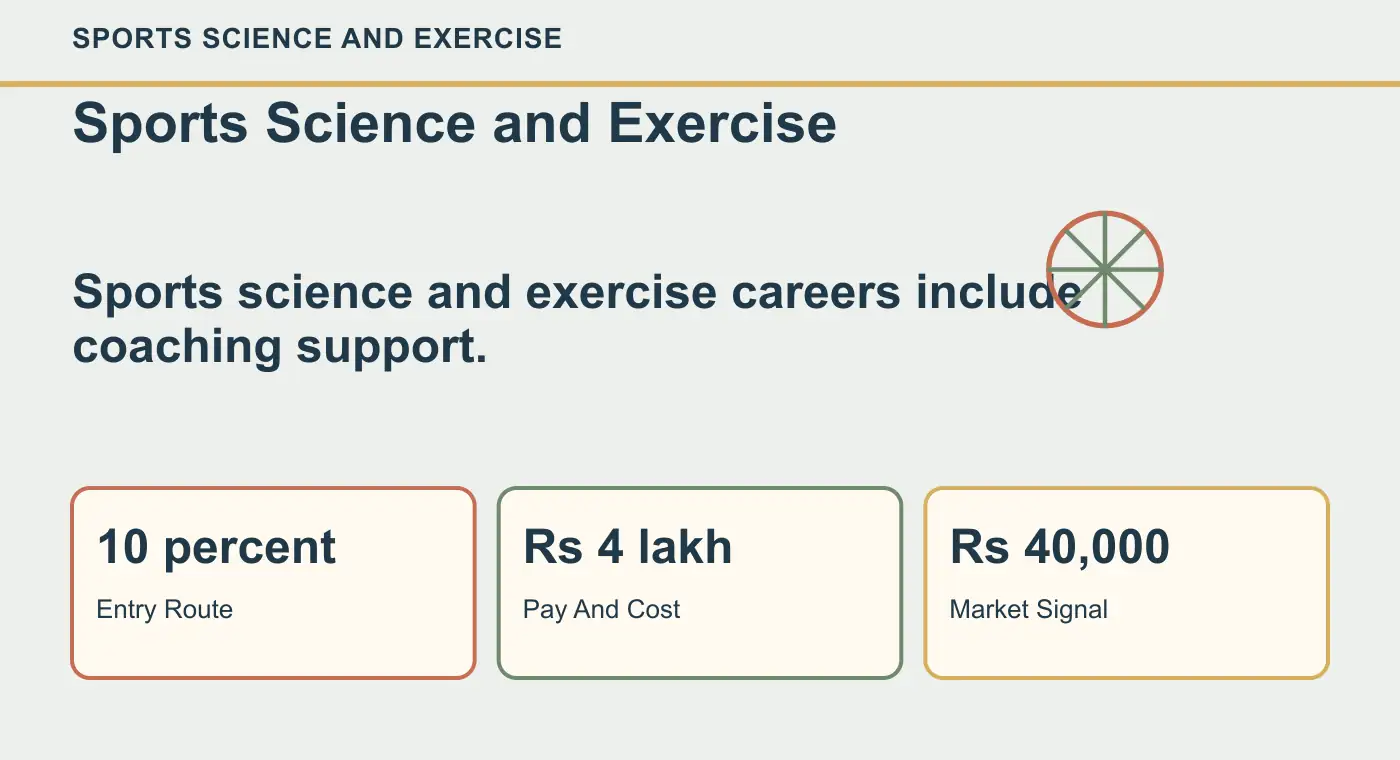 SPORTS SCIENCE AND EXERCISE
Sports Science and Exercise
Sports science and exercise careers include
coaching support.
10 percent
Entry Route
Rs 4 lakh
Pay And Cost
Rs 40,000
Market Signal